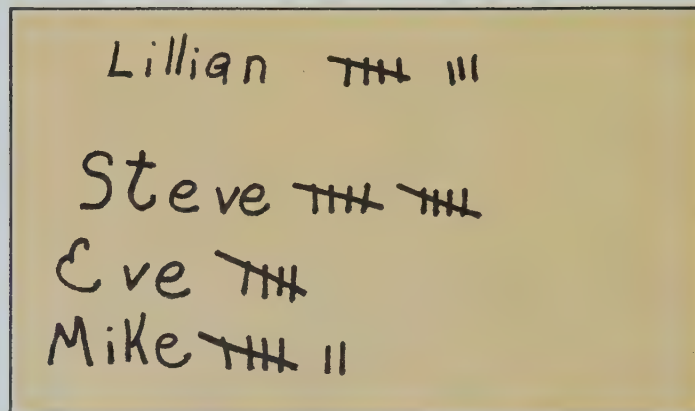 Lillian 𝍸 |||
Steve 𝍸 𝍸
Eve 𝍸
Mike 𝍸 ||